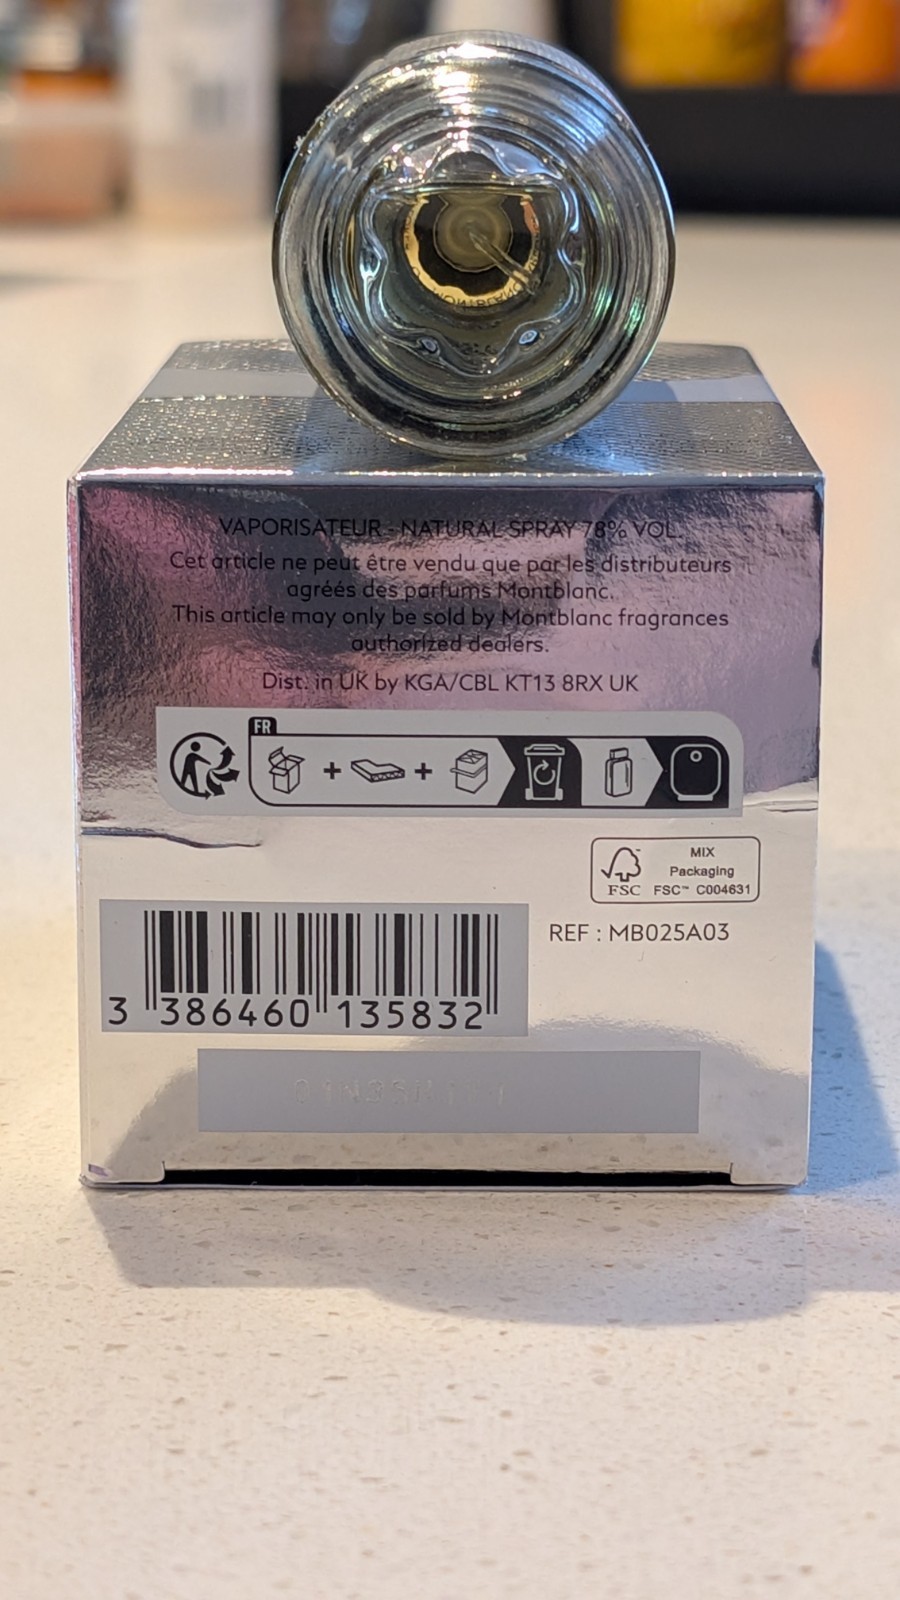 VAPORISATEUR - NATURAL SPRAY 78% VOL.
Cet article ne peut être vendu que par les distributeurs
agréés des parfums Montblanc.
This article may only be sold by Montblanc fragrances
authorized dealers.
Dist. in UK by KGA/CBL KT13 8RX UK
FR
MIX
Packaging
FSC FSC™ C004631
REF : MB025A03
3 386460 135832